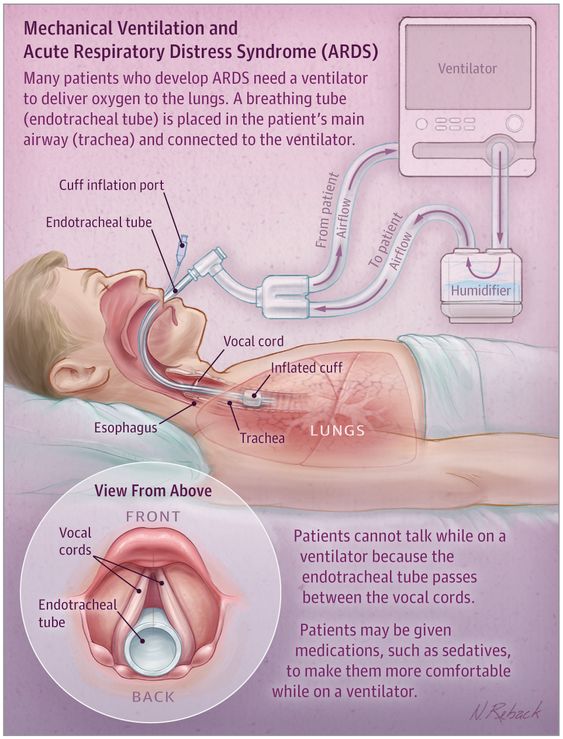 Mechanical Ventilation and
Acute Respiratory Distress Syndrome (ARDS)
Many patients who develop ARDS need a ventilator
to deliver oxygen to the lungs. A breathing tube
(endotracheal tube) is placed in the patient's main
airway (trachea) and connected to the ventilator.
Ventilator
Cuff inflation port
Endotracheal tube
From patient
Airflow
To patient
Airflow
Humidifier
Vocal cord
Inflated cuff
Esophagus
Trachea
LUNGS
View From Above
FRONT
Vocal
cords
Endotracheal
tube
BACK
Patients cannot talk while on a
ventilator because the
endotracheal tube passes
between the vocal cords.
Patients may be given
medications, such as sedatives,
to make them more comfortable
while on a ventilator.
N. Reback